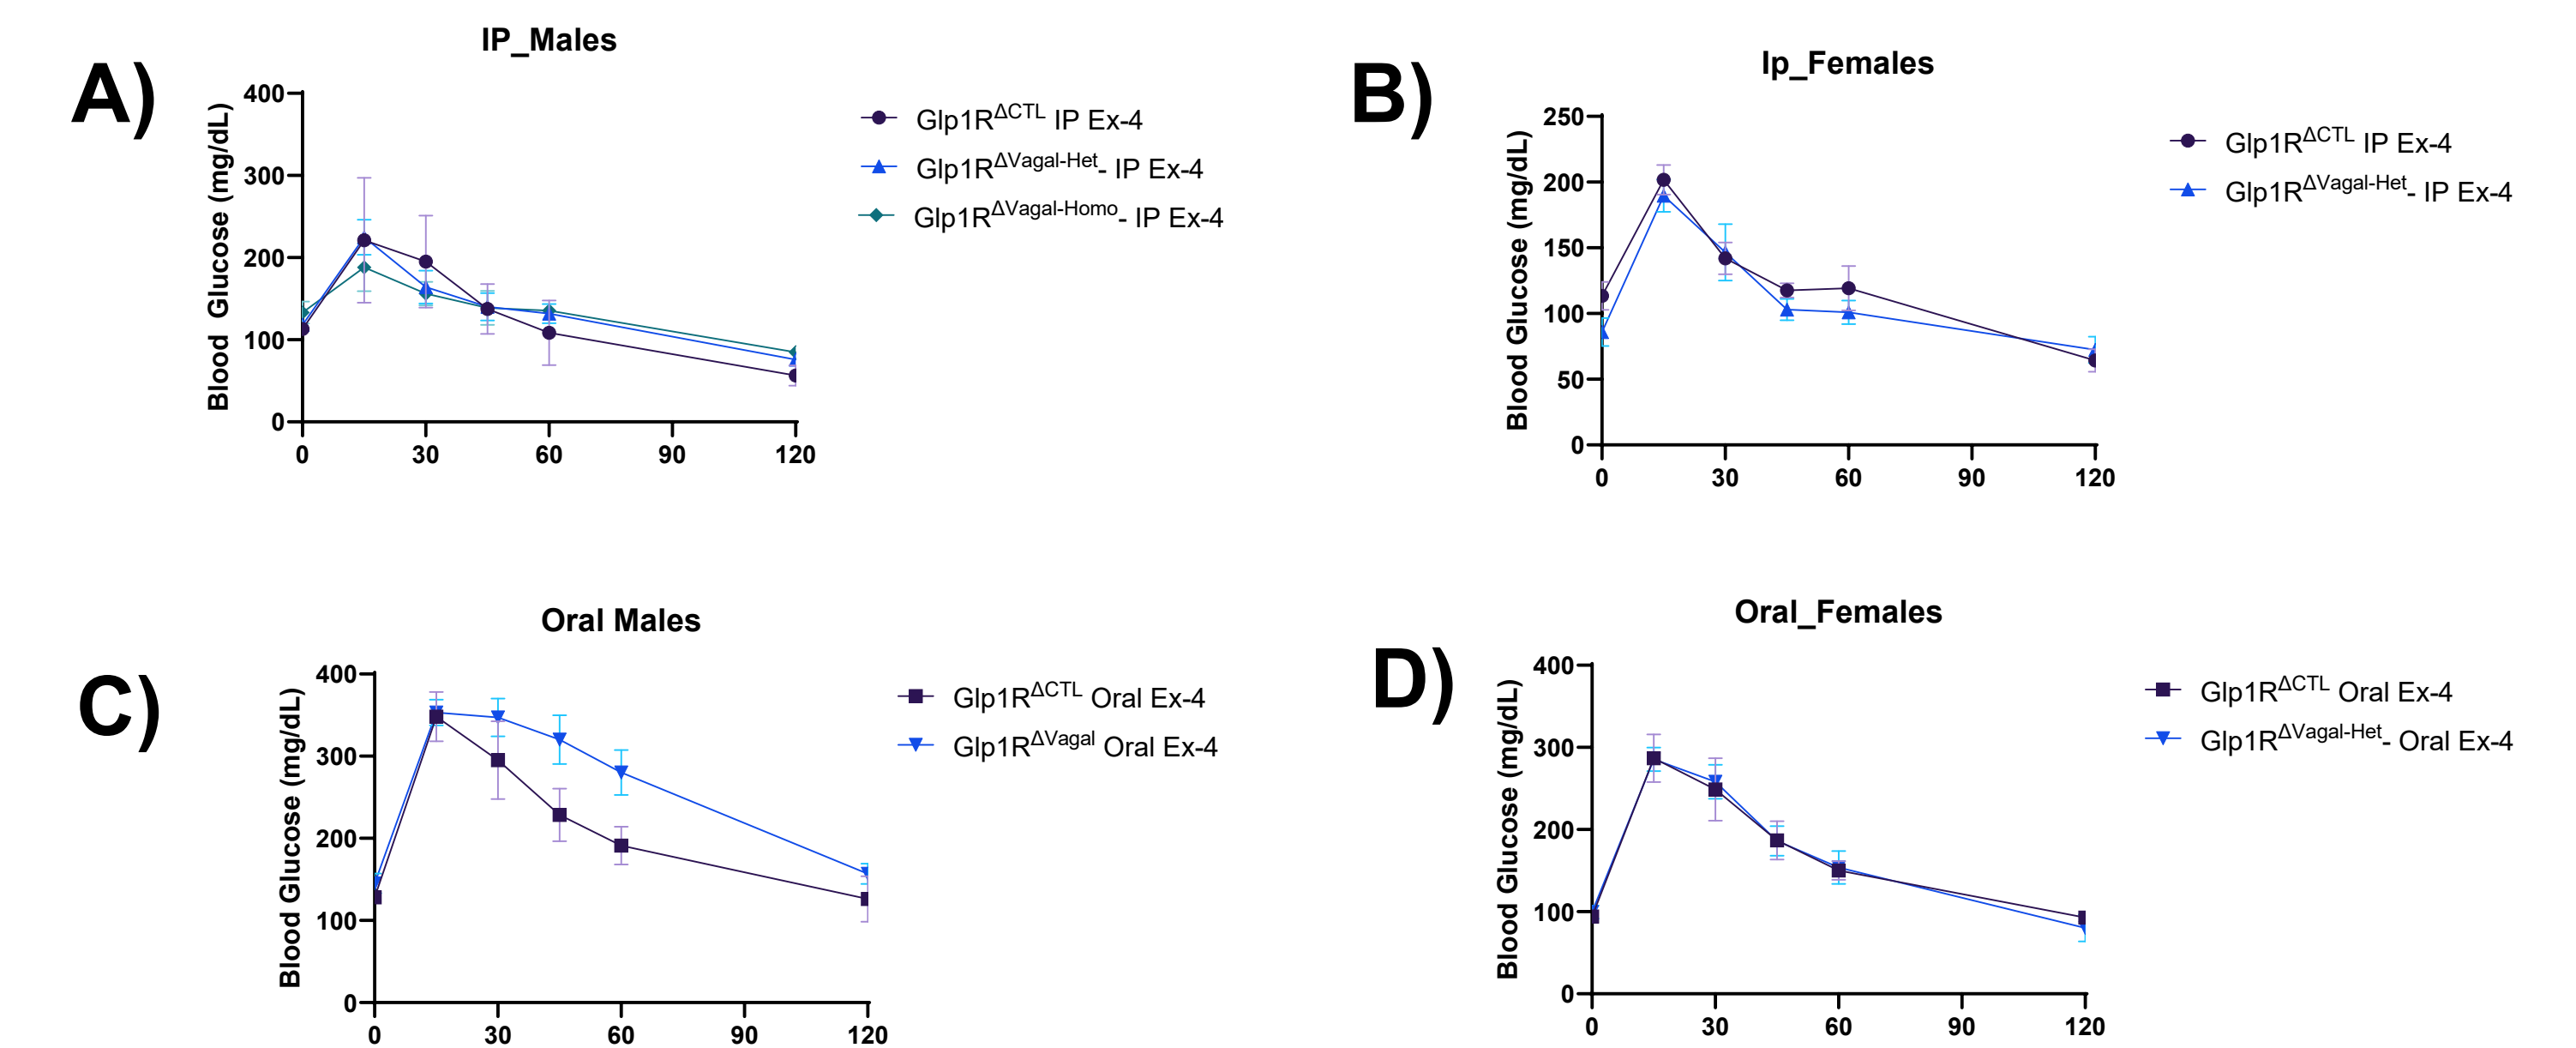 A)
IP_Males
Blood Glucose (mg/dL)
400
300
200
100
0
0 30 60 90 120
Glp1RΔCTL IP Ex-4
Glp1RΔVagal-Het- IP Ex-4
Glp1RΔVagal-Homo- IP Ex-4
B)
Ip_Females
Blood Glucose (mg/dL)
250
200
150
100
50
0
0 30 60 90 120
Glp1RΔCTL IP Ex-4
Glp1RΔVagal-Het- IP Ex-4
C)
Oral Males
Blood Glucose (mg/dL)
400
300
200
100
0
0 30 60 90 120
Glp1RΔCTL Oral Ex-4
Glp1RΔVagal Oral Ex-4
D)
Oral_Females
Blood Glucose (mg/dL)
400
300
200
100
0
0 30 60 90 120
Glp1RΔCTL Oral Ex-4
Glp1RΔVagal-Het- Oral Ex-4